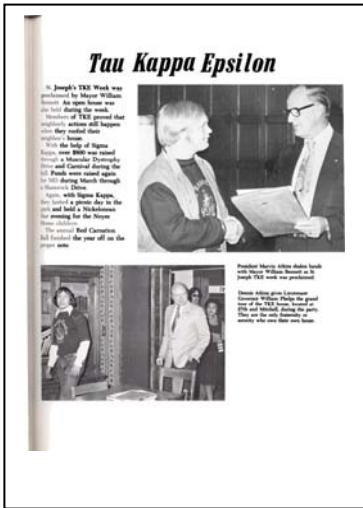 Tau Kappa Epsilon
St. Joseph's TKE Week was
proclaimed by Mayor William
Bennett. An open house was
also held during the week.
Members of TKE proved that
neighborly actions still happen
when they roofed their
neighbor's house.
With the help of Sigma
Kappa, over $600 was raised
through a Muscular Dystrophy
Drive and Carnival during the
fall. Funds were raised again
for MD during March through
a Shamrock Drive.
Again, with Sigma Kappa,
they hosted a picnic day in the
park and held a Nickelodeon
for evening for the Noyes
Home children.
The annual Red Carnation
Ball finished the year off on the
proper note.
President Marvin Atkins shakes hands
with Mayor William Bennett as St.
Joseph TKE week was proclaimed.
Dennis Atkins gives Lieutenant
Governor William Phelps the grand
tour of the TKE house, located at
27th and Mitchell, during the party.
They are the only fraternity or
sorority who own their own house.